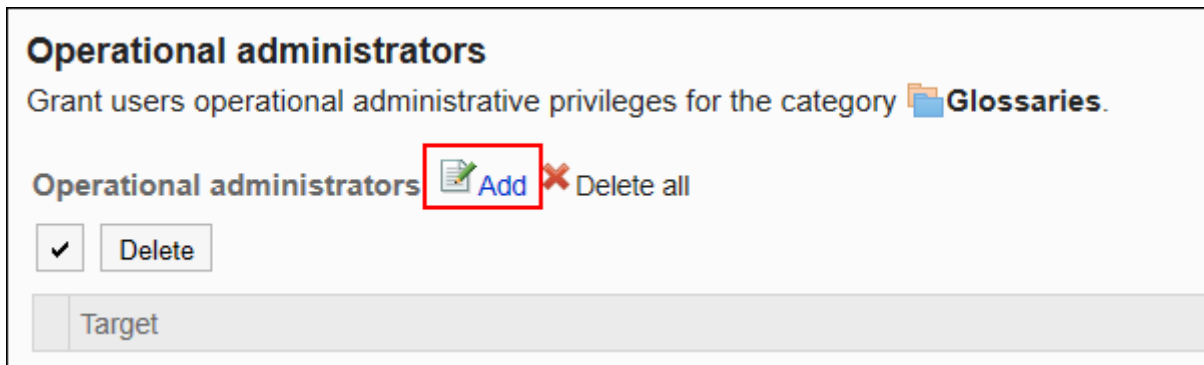 Operational administrators
Grant users operational administrative privileges for the category Glossaries.
Operational administrators Add Delete all
Delete
Target